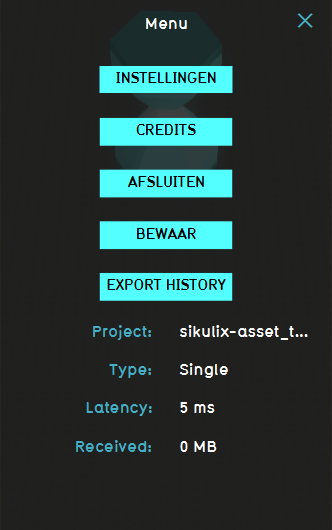 Menu
INSTELLINGEN
CREDITS
AFSLUITEN
BEWAAR
EXPORT HISTORY
Project: sikulix-asset_t...
Type: Single
Latency: 5 ms
Received: 0 MB